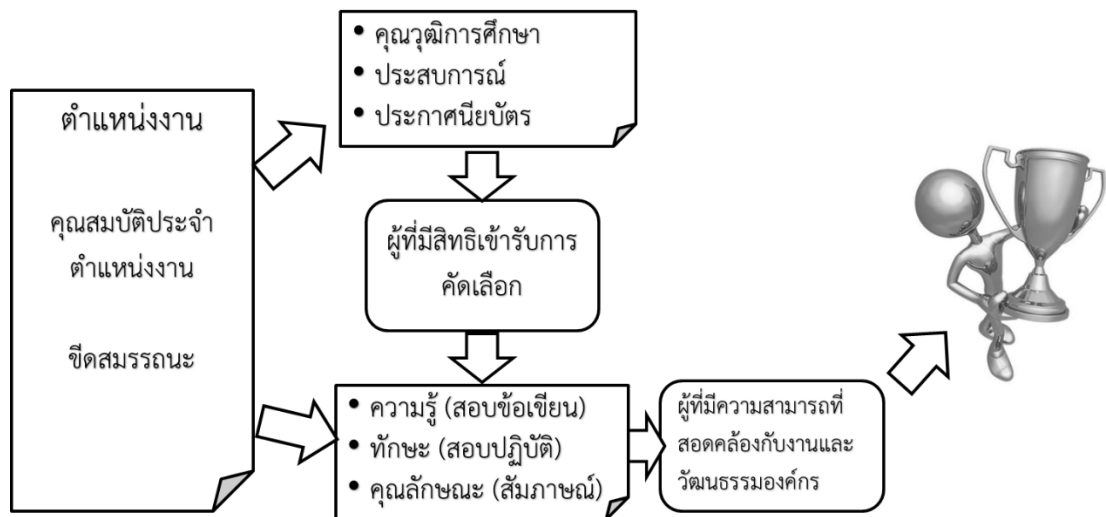 ตำแหน่งงาน
คุณสมบัติประจำ
ตำแหน่งงาน
ขีดสมรรถนะ
• คุณวุฒิการศึกษา
• ประสบการณ์
• ประกาศนียบัตร
ผู้ที่มีสิทธิเข้ารับการ
คัดเลือก
• ความรู้ (สอบข้อเขียน)
• ทักษะ (สอบปฏิบัติ)
• คุณลักษณะ (สัมภาษณ์)
ผู้ที่มีความสามารถที่
สอดคล้องกับงานและ
วัฒนธรรมองค์กร